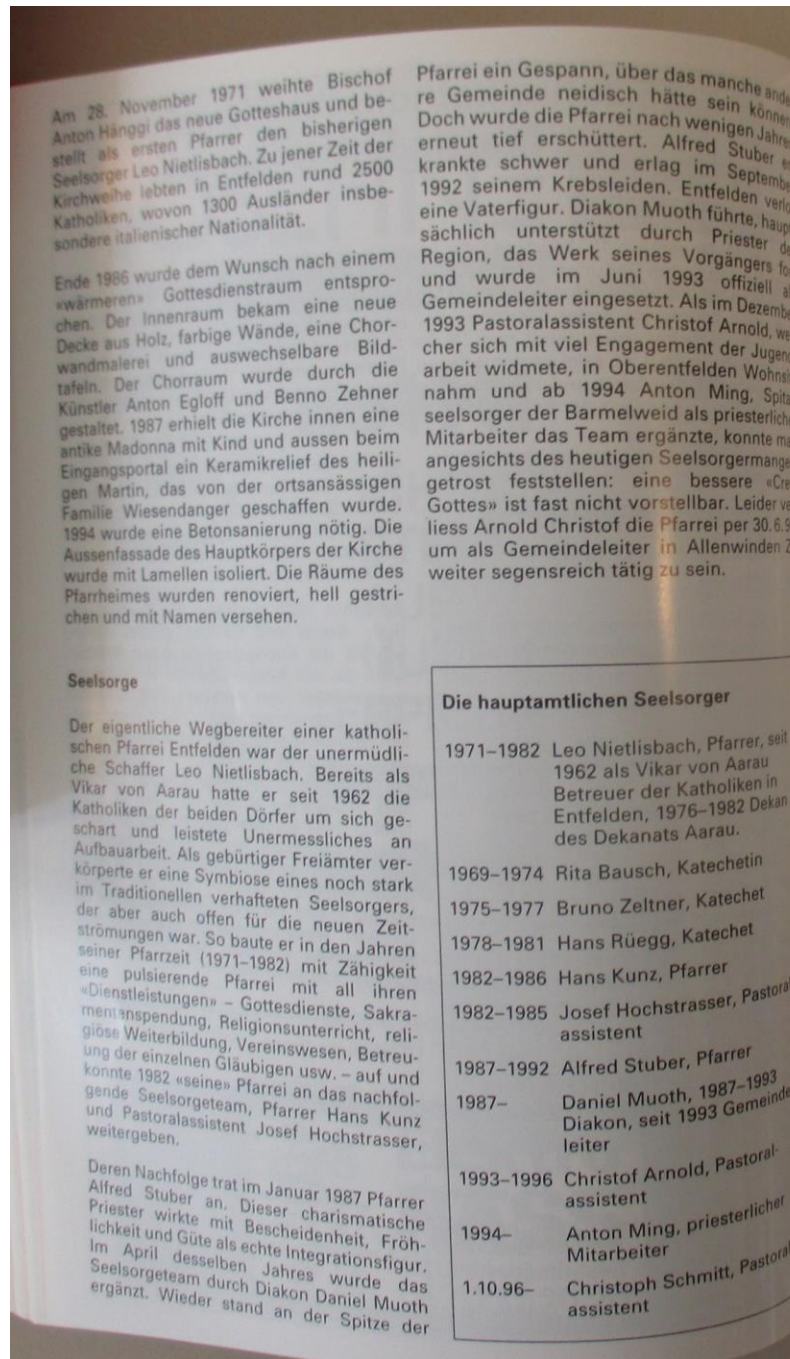 Am 28. November 1971 weihte Bischof
Anton Hänggi das neue Gotteshaus und be-
stellt als ersten Pfarrer den bisherigen
Seelsorger Leo Nietlisbach. Zu jener Zeit der
Kirchweihe lebten in Entfelden rund 2500
Katholiken, wovon 1300 Ausländer insbe-
sondere italienischer Nationalität.
Ende 1986 wurde dem Wunsch nach einem
«wärmeren» Gottesdienstraum entspro-
chen. Der Innenraum bekam eine neue
Decke aus Holz, farbige Wände, eine Chor-
wandmalerei und auswechselbare Bild-
tafeln. Der Chorraum wurde durch die
Künstler Anton Egloff und Benno Zehner
gestaltet. 1987 erhielt die Kirche innen eine
antike Madonna mit Kind und aussen beim
Eingangsportal ein Keramikrelief des heili-
gen Martin, das von der ortsansässigen
Familie Wiesendanger geschaffen wurde.
1994 wurde eine Betonsanierung nötig. Die
Aussenfassade des Hauptkörpers der Kirche
wurde mit Lamellen isoliert. Die Räume des
Pfarrheimes wurden renoviert, hell gestri-
chen und mit Namen versehen.
Seelsorge
Der eigentliche Wegbereiter einer katholi-
schen Pfarrei Entfelden war der unermüdli-
che Schaffer Leo Nietlisbach. Bereits als
Vikar von Aarau hatte er seit 1962 die
Katholiken der beiden Dörfer um sich ge-
schart und leistete Unermessliches an
Aufbauarbeit. Als gebürtiger Freiämter ver-
körperte er eine Symbiose eines noch stark
im Traditionellen verhafteten Seelsorgers,
der aber auch offen für die neuen Zeit-
strömungen war. So baute er in den Jahren
seiner Pfarrzeit (1971–1982) mit Zähigkeit
eine pulsierende Pfarrei mit all ihren
«Dienstleistungen» – Gottesdienste, Sakra-
mentenspendung, Religionsunterricht, reli-
giöse Weiterbildung, Vereinswesen, Betreu-
ung der einzelnen Gläubigen usw. – auf und
konnte 1982 «seine» Pfarrei an das nachfol-
gende Seelsorgeteam, Pfarrer Hans Kunz
und Pastoralassistent Josef Hochstrasser,
weitergeben.
Deren Nachfolge trat im Januar 1987 Pfarrer
Alfred Stuber an. Dieser charismatische
Priester wirkte mit Bescheidenheit, Fröh-
lichkeit und Güte als echte Integrationsfigur.
Im April desselben Jahres wurde das
Seelsorgeteam durch Diakon Daniel Muoth
ergänzt. Wieder stand an der Spitze der
Pfarrei ein Gespann, über das manche ande
re Gemeinde neidisch hätte sein können
Doch wurde die Pfarrei nach wenigen Jahre
erneut tief erschüttert. Alfred Stuber er
krankte schwer und erlag im Septembe
1992 seinem Krebsleiden. Entfelden verlo
eine Vaterfigur. Diakon Muoth führte, haup
sächlich unterstützt durch Priester de
Region, das Werk seines Vorgängers fo
und wurde im Juni 1993 offiziell a
Gemeindeleiter eingesetzt. Als im Dezembe
1993 Pastoralassistent Christof Arnold, we
cher sich mit viel Engagement der Jugend
arbeit widmete, in Oberentfelden Wohnsi
nahm und ab 1994 Anton Ming, Spita
seelsorger der Barmelweid als priesterliche
Mitarbeiter das Team ergänzte, konnte ma
angesichts des heutigen Seelsorgermange
getrost feststellen: eine bessere «Cre
Gottes» ist fast nicht vorstellbar. Leider ve
liess Arnold Christof die Pfarrei per 30.6.9
um als Gemeindeleiter in Allenwinden Z
weiter segensreich tätig zu sein.
Die hauptamtlichen Seelsorger
1971–1982 Leo Nietlisbach, Pfarrer, seit
1962 als Vikar von Aarau
Betreuer der Katholiken in
Entfelden, 1976–1982 Dekan
des Dekanats Aarau.
1969–1974 Rita Bausch, Katechetin
1975–1977 Bruno Zeltner, Katechet
1978–1981 Hans Rüegg, Katechet
1982–1986 Hans Kunz, Pfarrer
1982–1985 Josef Hochstrasser, Pastoral
assistent
1987–1992 Alfred Stuber, Pfarrer
1987– Daniel Muoth, 1987–1993
Diakon, seit 1993 Gemeinde
leiter
1993–1996 Christof Arnold, Pastoral-
assistent
1994– Anton Ming, priesterlicher
Mitarbeiter
1.10.96– Christoph Schmitt, Pastoral
assistent